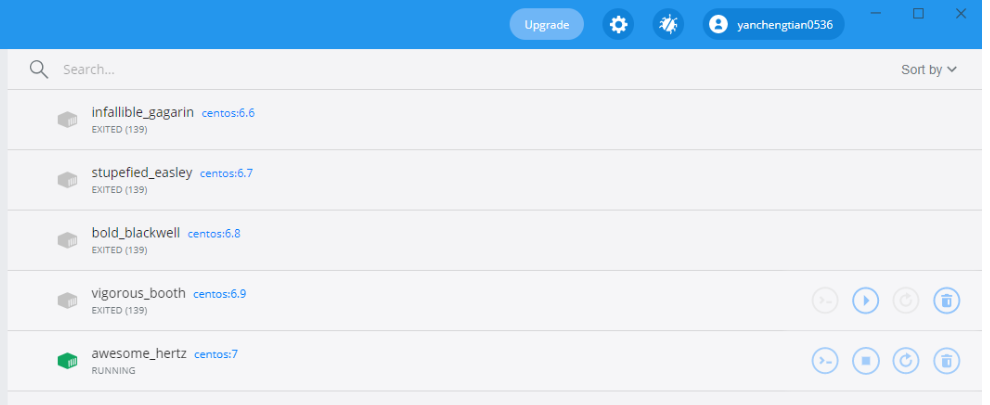 Upgrade yanchengtian0536
Search... Sort by
infallible_gagarin centos:6.6
EXITED (139)
stupefied_easley centos:6.7
EXITED (139)
bold_blackwell centos:6.8
EXITED (139)
vigorous_booth centos:6.9
EXITED (139)
awesome_hertz centos:7
RUNNING